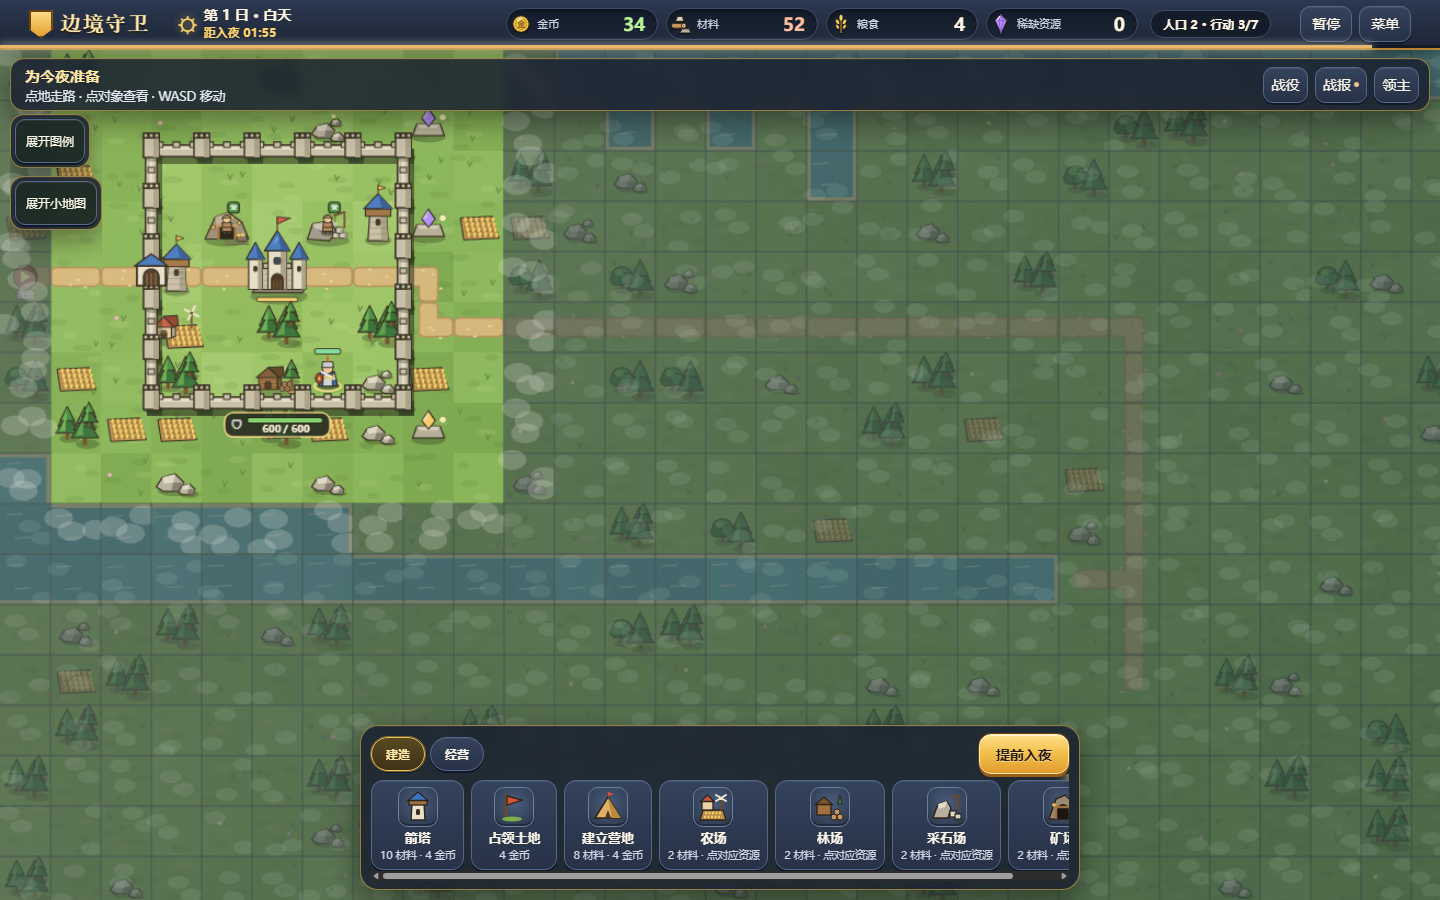 边境守卫
第 1 日 • 白天
距入夜 01:55
金币 34
材料 52
粮食 4
稀缺资源 0
人口 2 • 行动 3/7
暂停
菜单
为今夜准备
点地走路 · 点对象查看 · WASD 移动
战役
战报
领主
展开图例
展开小地图
600 / 600
建造
经营
提前入夜
箭塔
10 材料 · 4 金币
占领土地
4 金币
建立营地
8 材料 · 4 金币
农场
2 材料 · 点对应资源
林场
2 材料 · 点对应资源
采石场
2 材料 · 点对应资源
矿
2 材料 · 点